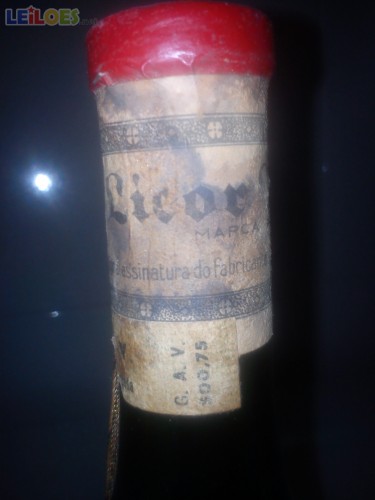 LEiLOES
Licor
MARCA
assinatura do fabricante
G. A. V.
$00,75